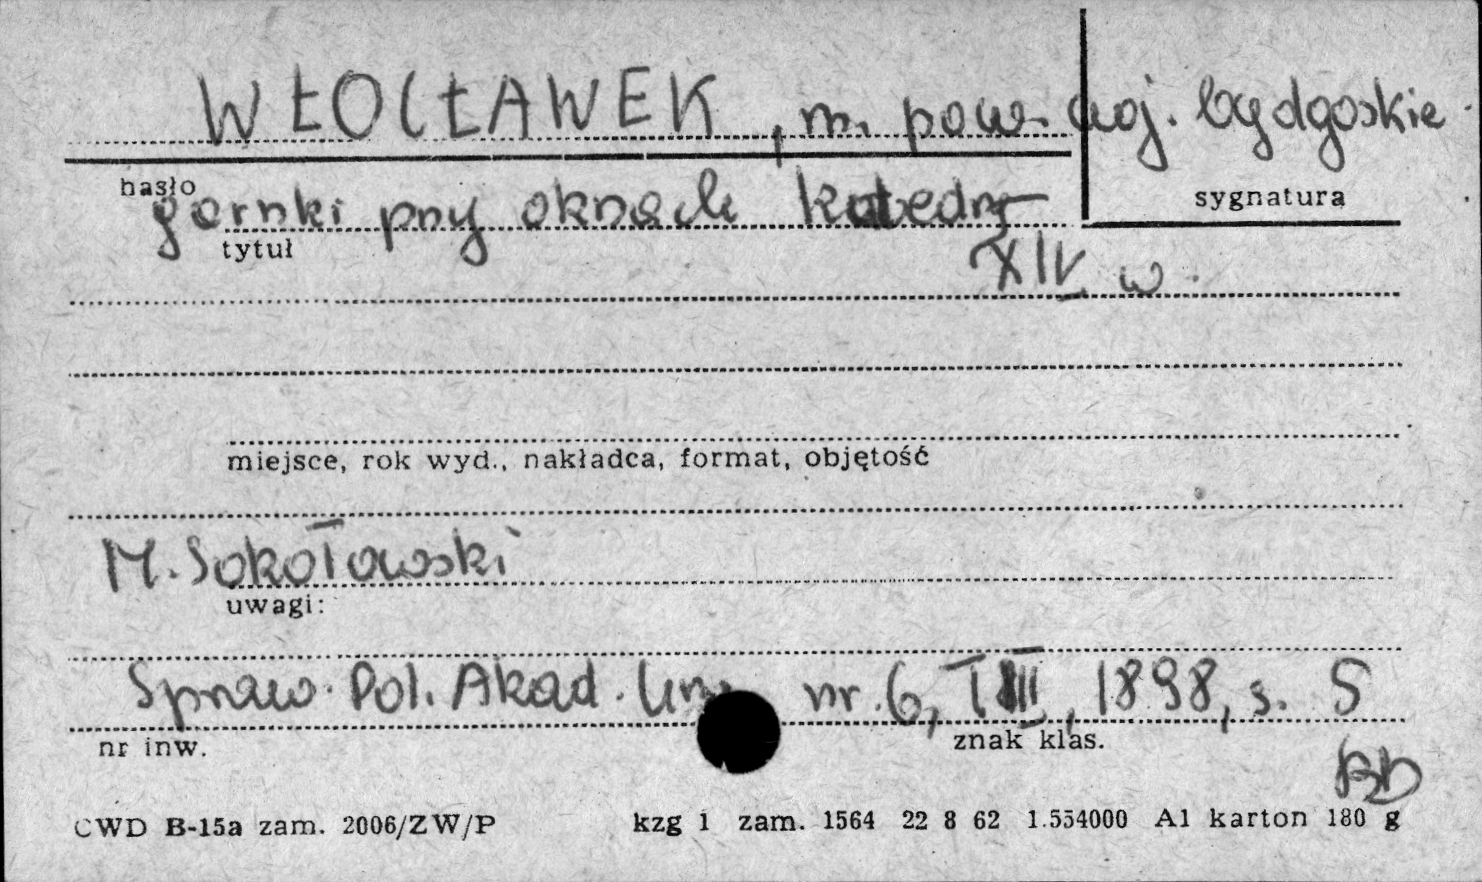 WŁOCŁAWEK, m. pow. woj. bydgoskie
hasło
sygnatura
garnki przy oknach katedry
tytuł
XIV w.
miejsce, rok wyd., nakładca, format, objętość
M. Sokołowski
uwagi:
Spraw. Pol. Akad. Um. nr. 6, T III, 1898, s. 5
nr inw.
znak klas.
Bb
CWD B-15a zam. 2006/ZW/P kzg 1 zam. 1564 22 8 62 1.554000 A1 karton 180 g